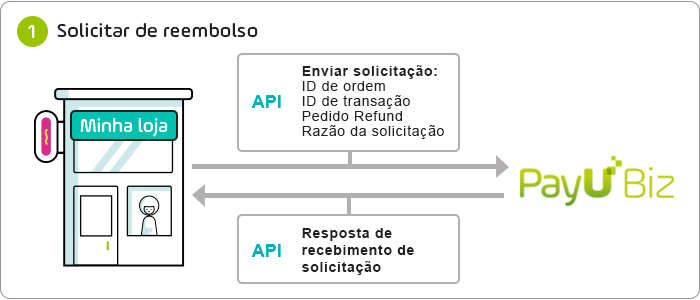 1 Solicitar de reembolso
Minha loja
API
Enviar solicitação:
ID de ordem
ID de transação
Pedido Refund
Razão da solicitação
PayU Biz
API
Resposta de
recebimento de
solicitação